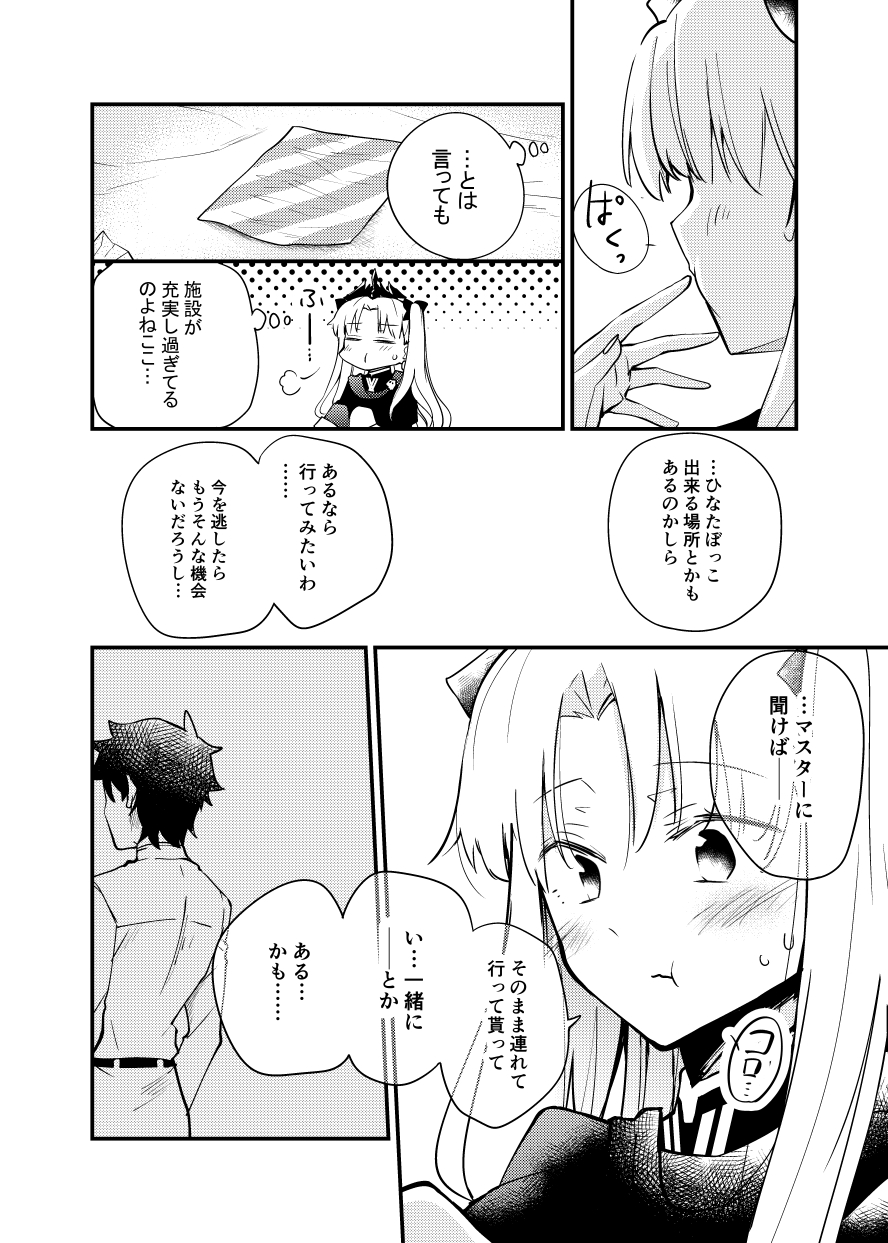 ぱくっ
…とは
言っても
ふーー…
施設が
充実し過ぎてる
のよねここ…
…ひなたぼっこ
出来る場所とかも
あるのかしら
あるなら
行ってみたいわ
……
今を逃したら
もうそんな機会
ないだろうし…
…マスターに
聞けば──
コロ…
そのまま連れて
行って貰って
い…一緒に
──とか
ある…
かも……